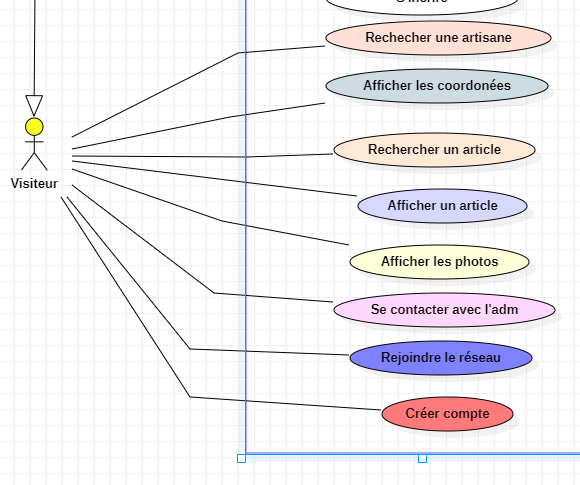 S'incrire
Rechecher une artisane
Afficher les coordonées
Rechercher un article
Visiteur
Afficher un article
Afficher les photos
Se contacter avec l'adm
Rejoindre le réseau
Créer compte